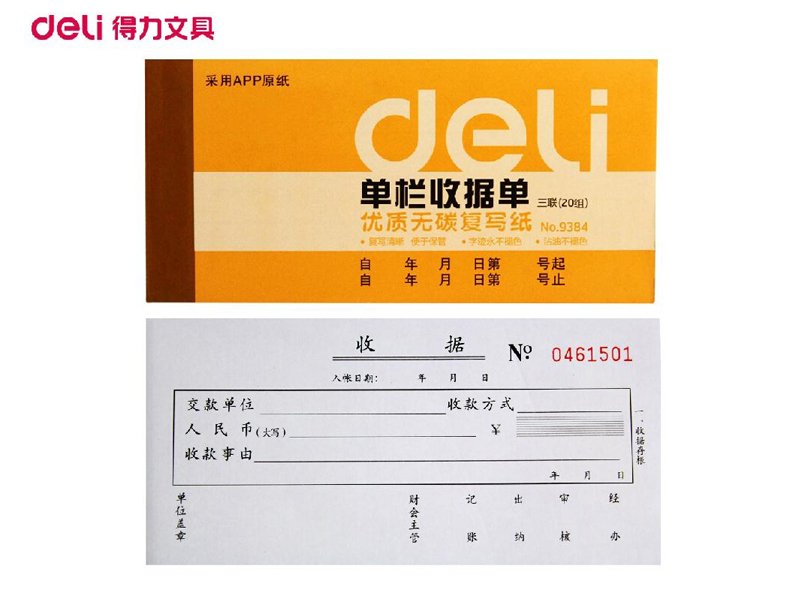 deli 得力文具
采用APP原纸
deli
单栏收据单 三联(20组)
优质无碳复写纸 No.9384
• 复写清晰 便于保管 • 字迹永不褪色 • 沾油不褪色
自 年 月 日第 号起
自 年 月 日第 号止
收 据 Nº 0461501
入帐日期: 年 月 日
交款单位 收款方式
人民币(大写) ¥
收款事由
年 月 日
一.收据存根
单位盖章 财会主管 记账 出纳 审核 经办